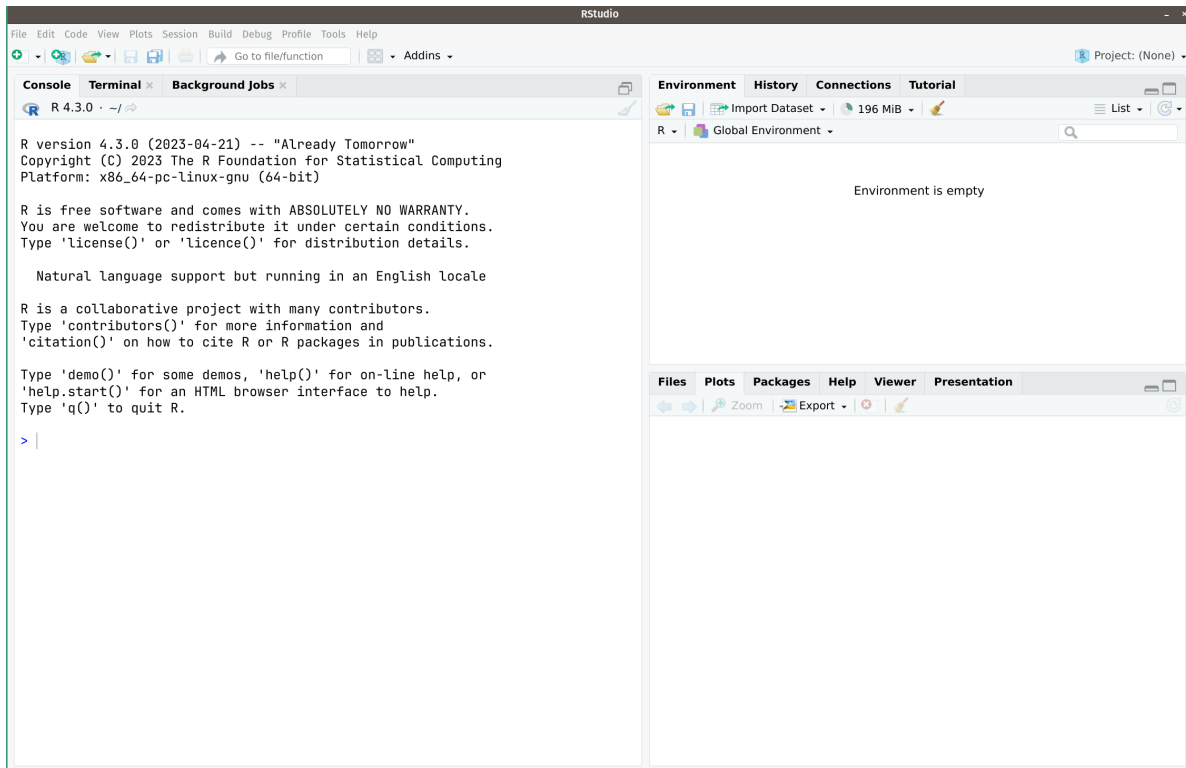 RStudio
File Edit Code View Plots Session Build Debug Profile Tools Help
Go to file/function Addins Project: (None)
Console Terminal Background Jobs
R 4.3.0 · ~/
R version 4.3.0 (2023-04-21) -- "Already Tomorrow"
Copyright (C) 2023 The R Foundation for Statistical Computing
Platform: x86_64-pc-linux-gnu (64-bit)
R is free software and comes with ABSOLUTELY NO WARRANTY.
You are welcome to redistribute it under certain conditions.
Type 'license()' or 'licence()' for distribution details.
Natural language support but running in an English locale
R is a collaborative project with many contributors.
Type 'contributors()' for more information and
'citation()' on how to cite R or R packages in publications.
Type 'demo()' for some demos, 'help()' for on-line help, or
'help.start()' for an HTML browser interface to help.
Type 'q()' to quit R.
>
Environment History Connections Tutorial
Import Dataset 196 MiB List
R Global Environment
Environment is empty
Files Plots Packages Help Viewer Presentation
Zoom Export